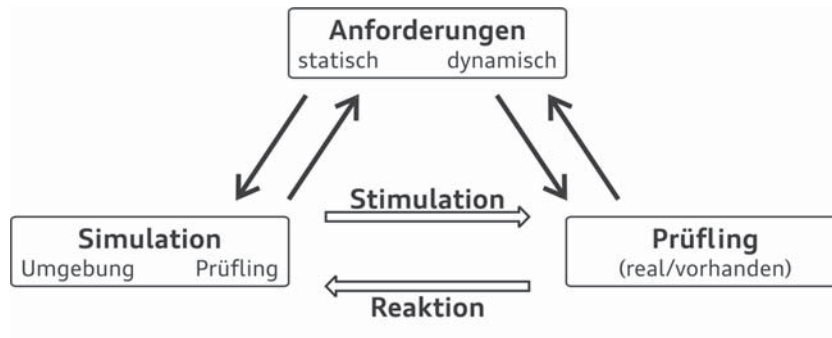 Anforderungen
statisch dynamisch
Stimulation
Simulation
Umgebung Prüfling
Prüfling
(real/vorhanden)
Reaktion